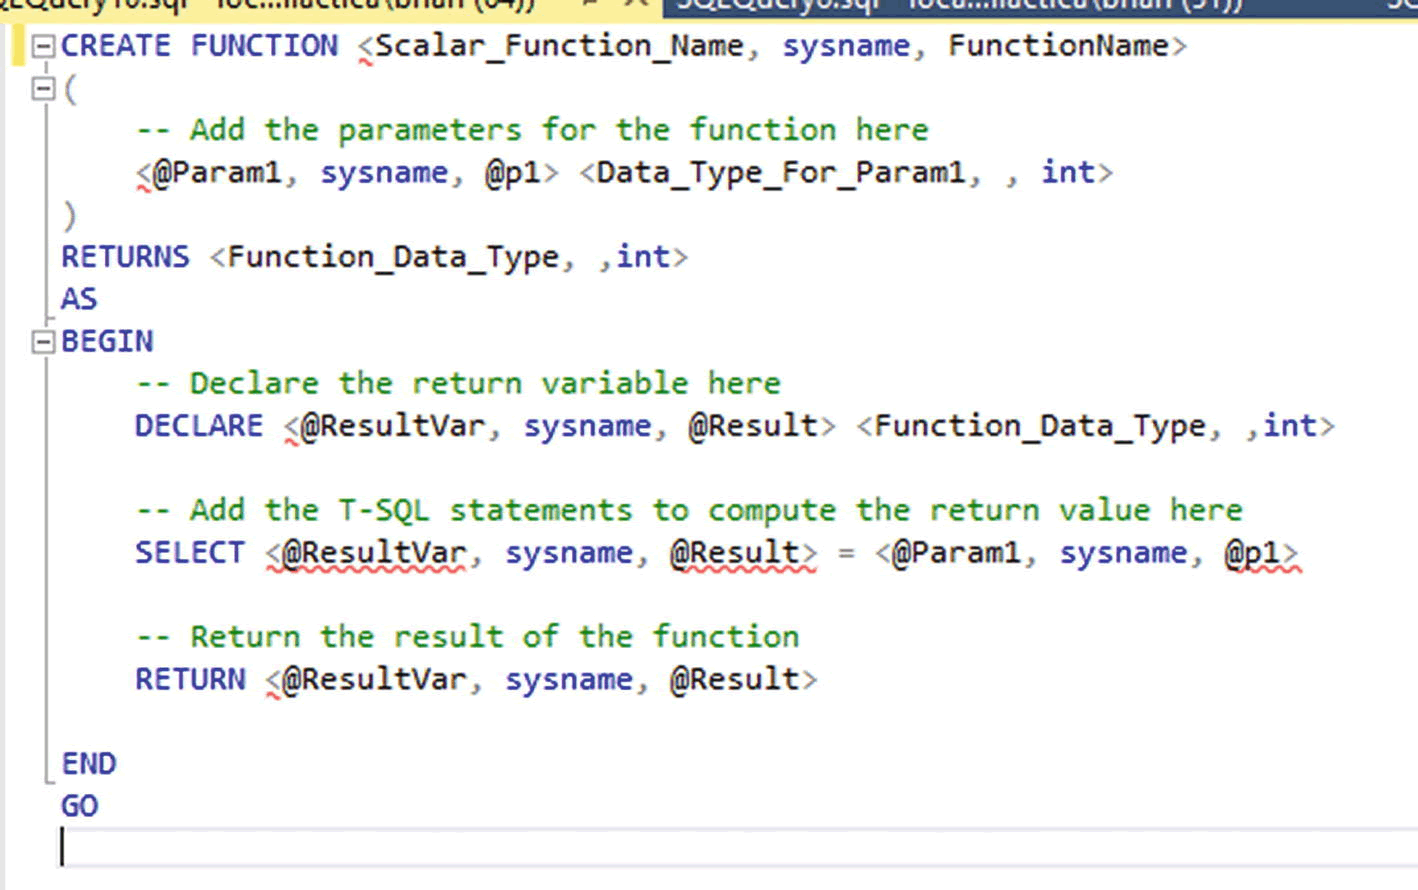 CREATE FUNCTION <Scalar_Function_Name, sysname, FunctionName>
(
    -- Add the parameters for the function here
    <@Param1, sysname, @p1> <Data_Type_For_Param1, , int>
)
RETURNS <Function_Data_Type, ,int>
AS
BEGIN
    -- Declare the return variable here
    DECLARE <@ResultVar, sysname, @Result> <Function_Data_Type, ,int>
    -- Add the T-SQL statements to compute the return value here
    SELECT <@ResultVar, sysname, @Result> = <@Param1, sysname, @p1>
    -- Return the result of the function
    RETURN <@ResultVar, sysname, @Result>
END
GO